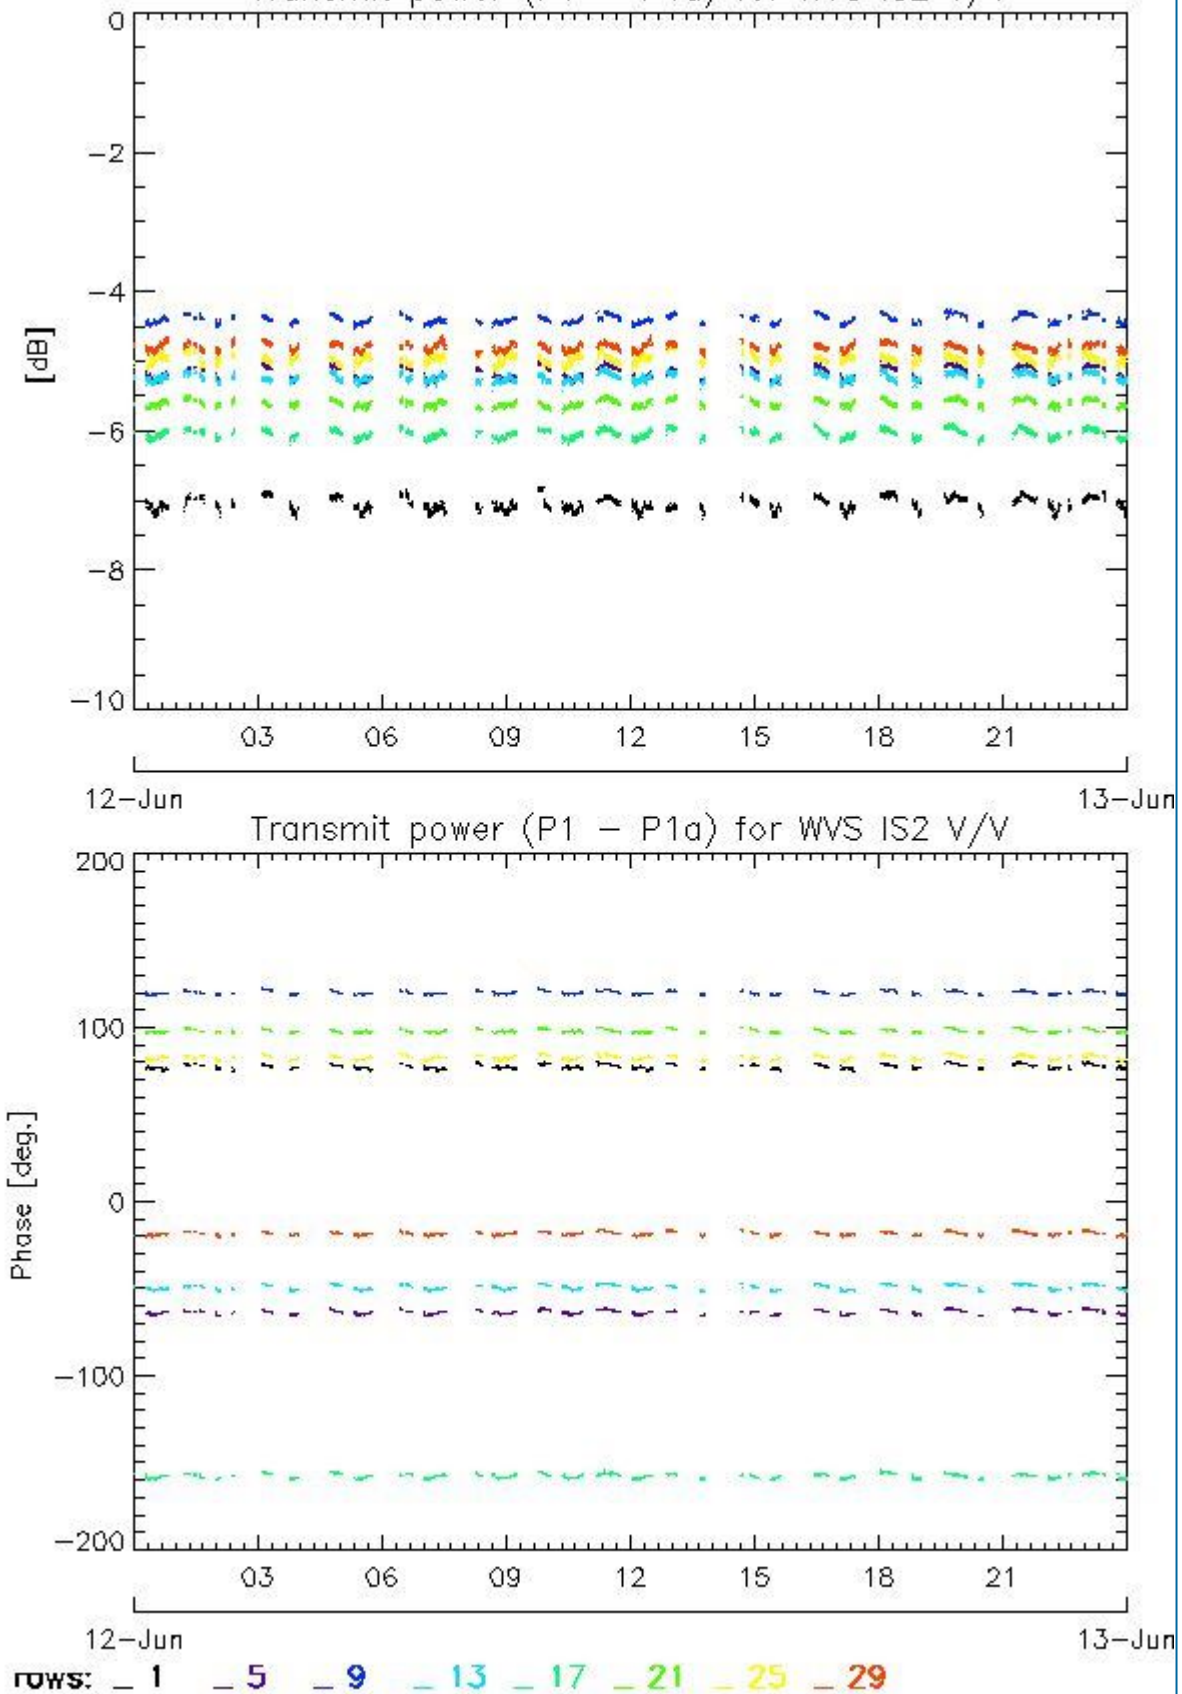 0
-2
-4
[dB]
-6
-8
-10
03 06 09 12 15 18 21
12-Jun 13-Jun
Transmit power (P1 - P1a) for WVS IS2 V/V
200
100
Phase [deg.]
0
-100
-200
03 06 09 12 15 18 21
12-Jun 13-Jun
rows: _ 1 _ 5 _ 9 _ 13 _ 17 _ 21 _ 25 _ 29